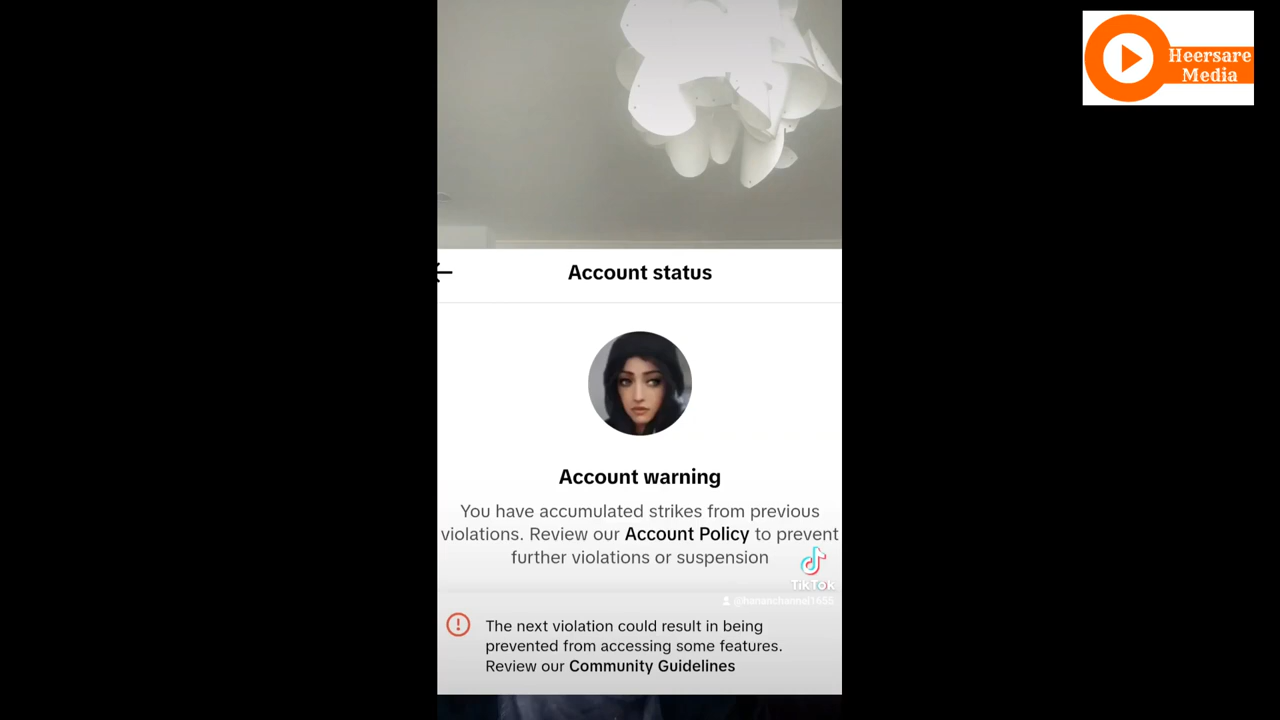 Heersare
Media
Account status
Account warning
You have accumulated strikes from previous
violations. Review our Account Policy to prevent
further violations or suspension
TikTok
@hananchannel1655
The next violation could result in being
prevented from accessing some features.
Review our Community Guidelines